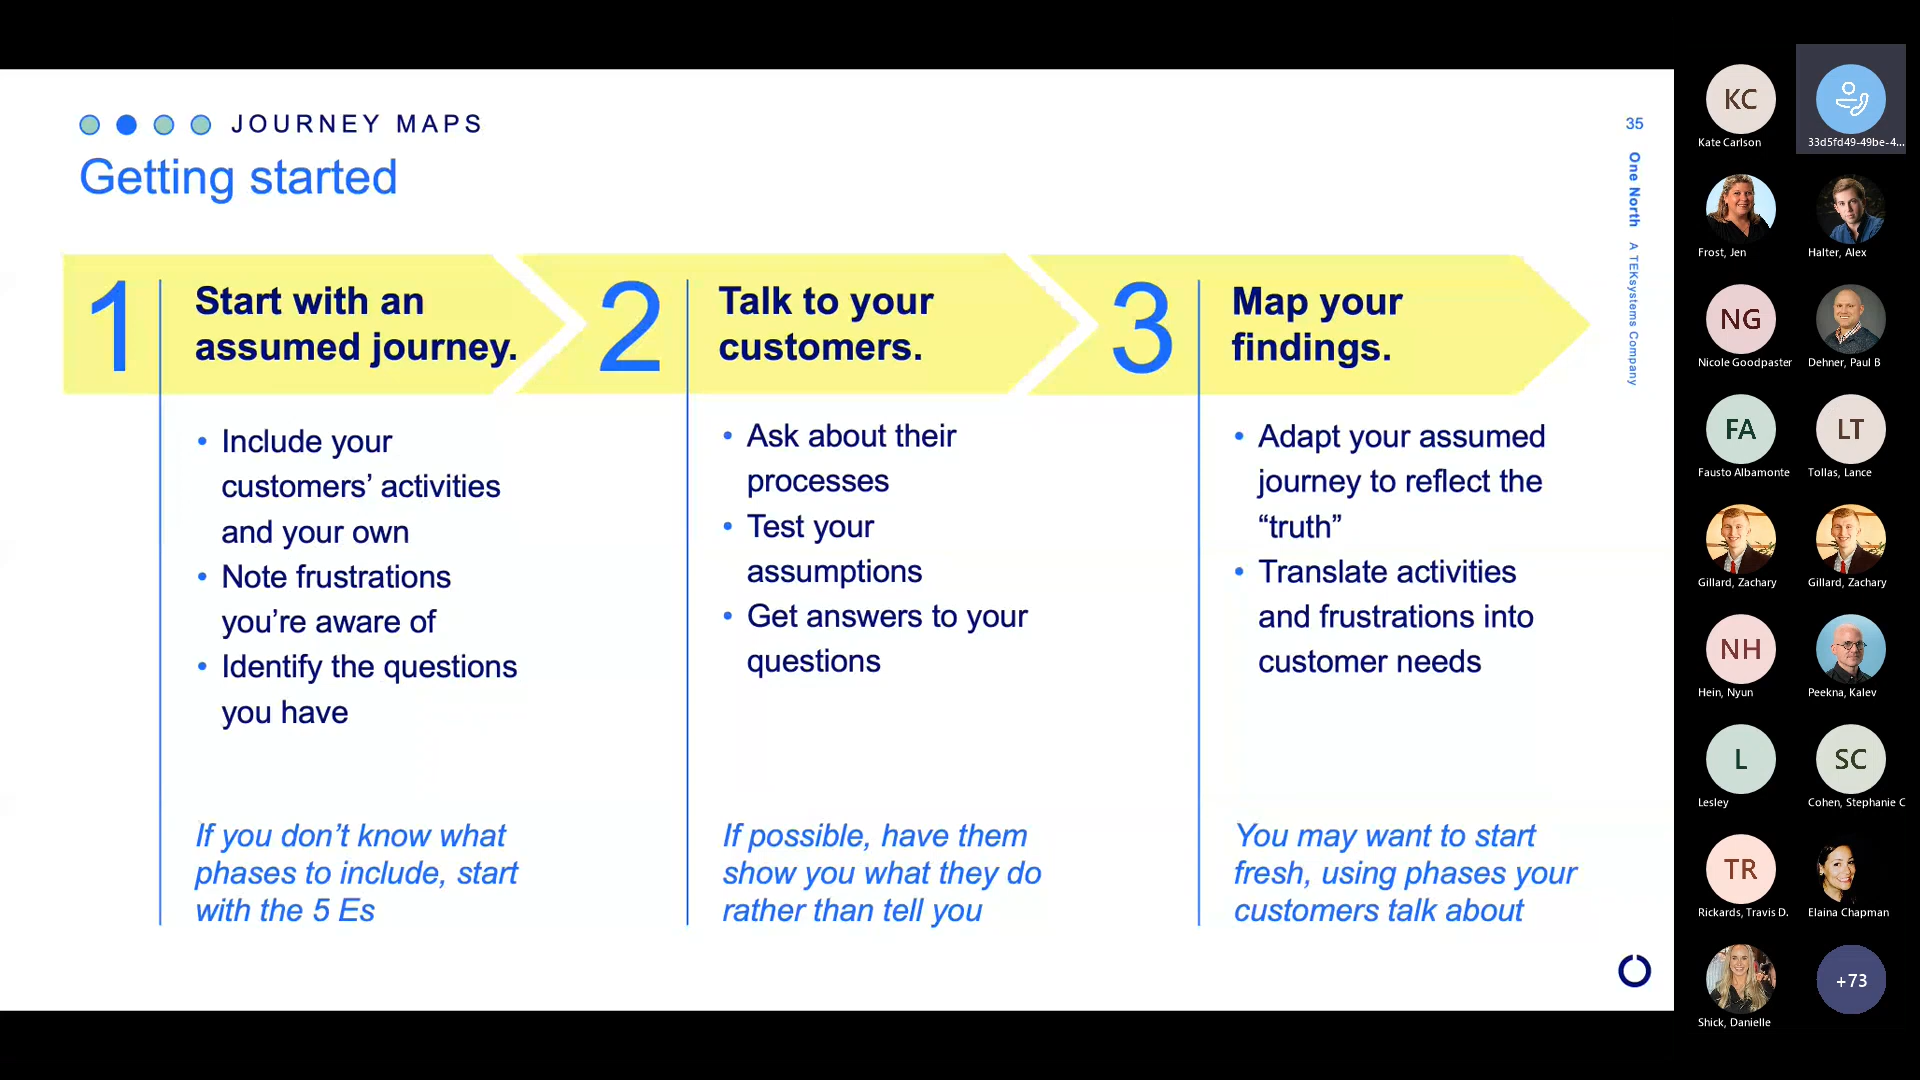 JOURNEY MAPS
Getting started
35
One North A TEKsystems Company
1
Start with an
assumed journey.
• Include your
customers’ activities
and your own
• Note frustrations
you’re aware of
• Identify the questions
you have
If you don’t know what
phases to include, start
with the 5 Es
2
Talk to your
customers.
• Ask about their
processes
• Test your
assumptions
• Get answers to your
questions
If possible, have them
show you what they do
rather than tell you
3
Map your
findings.
• Adapt your assumed
journey to reflect the
“truth”
• Translate activities
and frustrations into
customer needs
You may want to start
fresh, using phases your
customers talk about
KC
Kate Carlson
33d5fd49-49be-4...
Frost, Jen
Halter, Alex
NG
Nicole Goodpaster
Dehner, Paul B
FA
Fausto Albamonte
LT
Tollas, Lance
Gillard, Zachary
Gillard, Zachary
NH
Hein, Nyun
Peekna, Kalev
L
Lesley
SC
Cohen, Stephanie C
TR
Rickards, Travis D.
Elaina Chapman
Shick, Danielle
+73